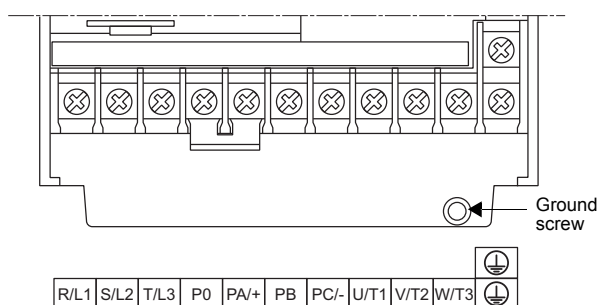 Ground
screw
R/L1 S/L2 T/L3 P0 PA/+ PB PC/- U/T1 V/T2 W/T3